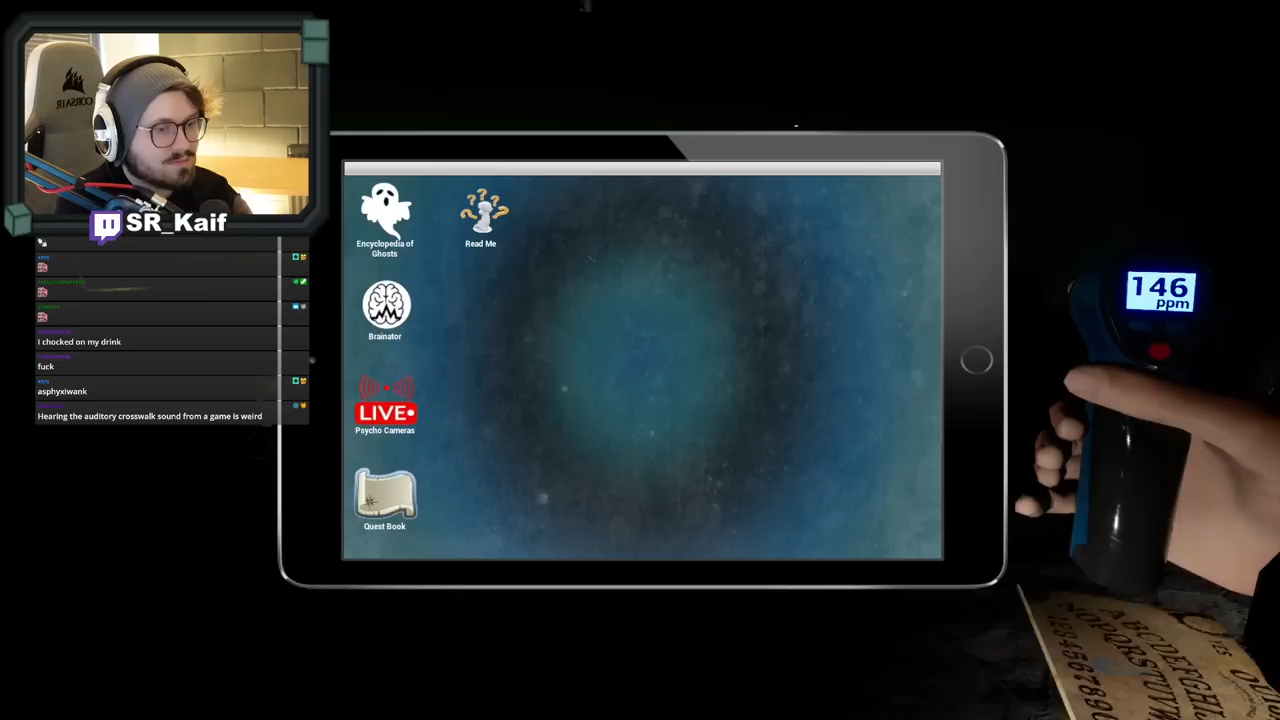 CORSAIR
SR_Kaif
I chocked on my drink
fuck
asphyxiwank
Hearing the auditory crosswalk sound from a game is weird
Encyclopedia of
Ghosts
Read Me
Brainator
LIVE
Psycho Cameras
Quest Book
146
ppm